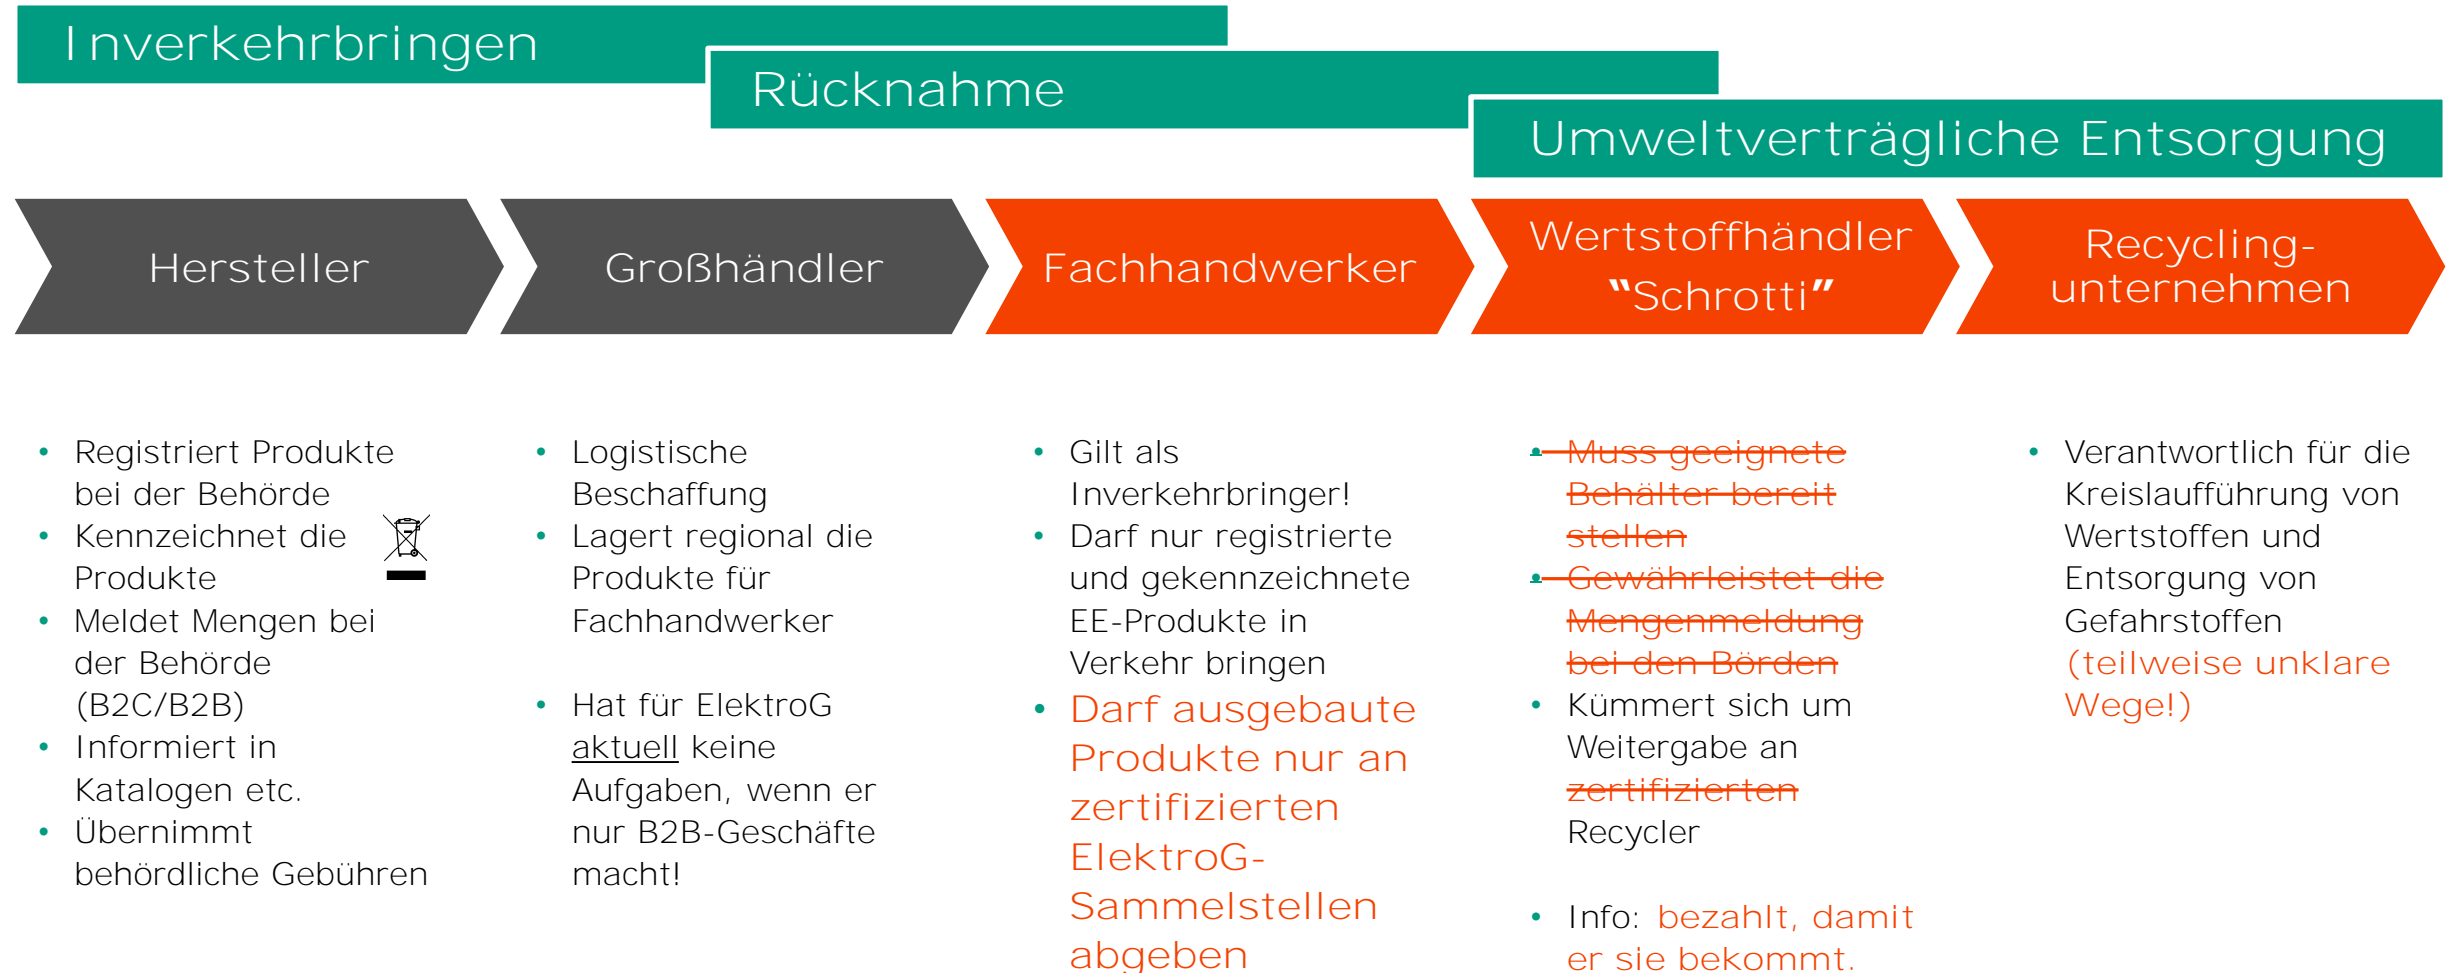 Inverkehrbringen
Rücknahme
Umweltverträgliche Entsorgung
Hersteller
Großhändler
Fachhandwerker
Wertstoffhändler
"Schrotti"
Recycling-
unternehmen
• Registriert Produkte
bei der Behörde
• Kennzeichnet die
Produkte
• Meldet Mengen bei
der Behörde
(B2C/B2B)
• Informiert in
Katalogen etc.
• Übernimmt
behördliche Gebühren
• Logistische
Beschaffung
• Lagert regional die
Produkte für
Fachhandwerker
• Hat für ElektroG
aktuell keine
Aufgaben, wenn er
nur B2B-Geschäfte
macht!
• Gilt als
Inverkehrbringer!
• Darf nur registrierte
und gekennzeichnete
EE-Produkte in
Verkehr bringen
• Darf ausgebaute
Produkte nur an
zertifizierten
ElektroG-
Sammelstellen
abgeben
• Muss geeignete
Behälter bereit
stellen
• Gewährleistet die
Mengenmeldung
bei den Börden
• Kümmert sich um
Weitergabe an
zertifizierten
Recycler
• Info: bezahlt, damit
er sie bekommt.
• Verantwortlich für die
Kreislaufführung von
Wertstoffen und
Entsorgung von
Gefahrstoffen
(teilweise unklare
Wege!)